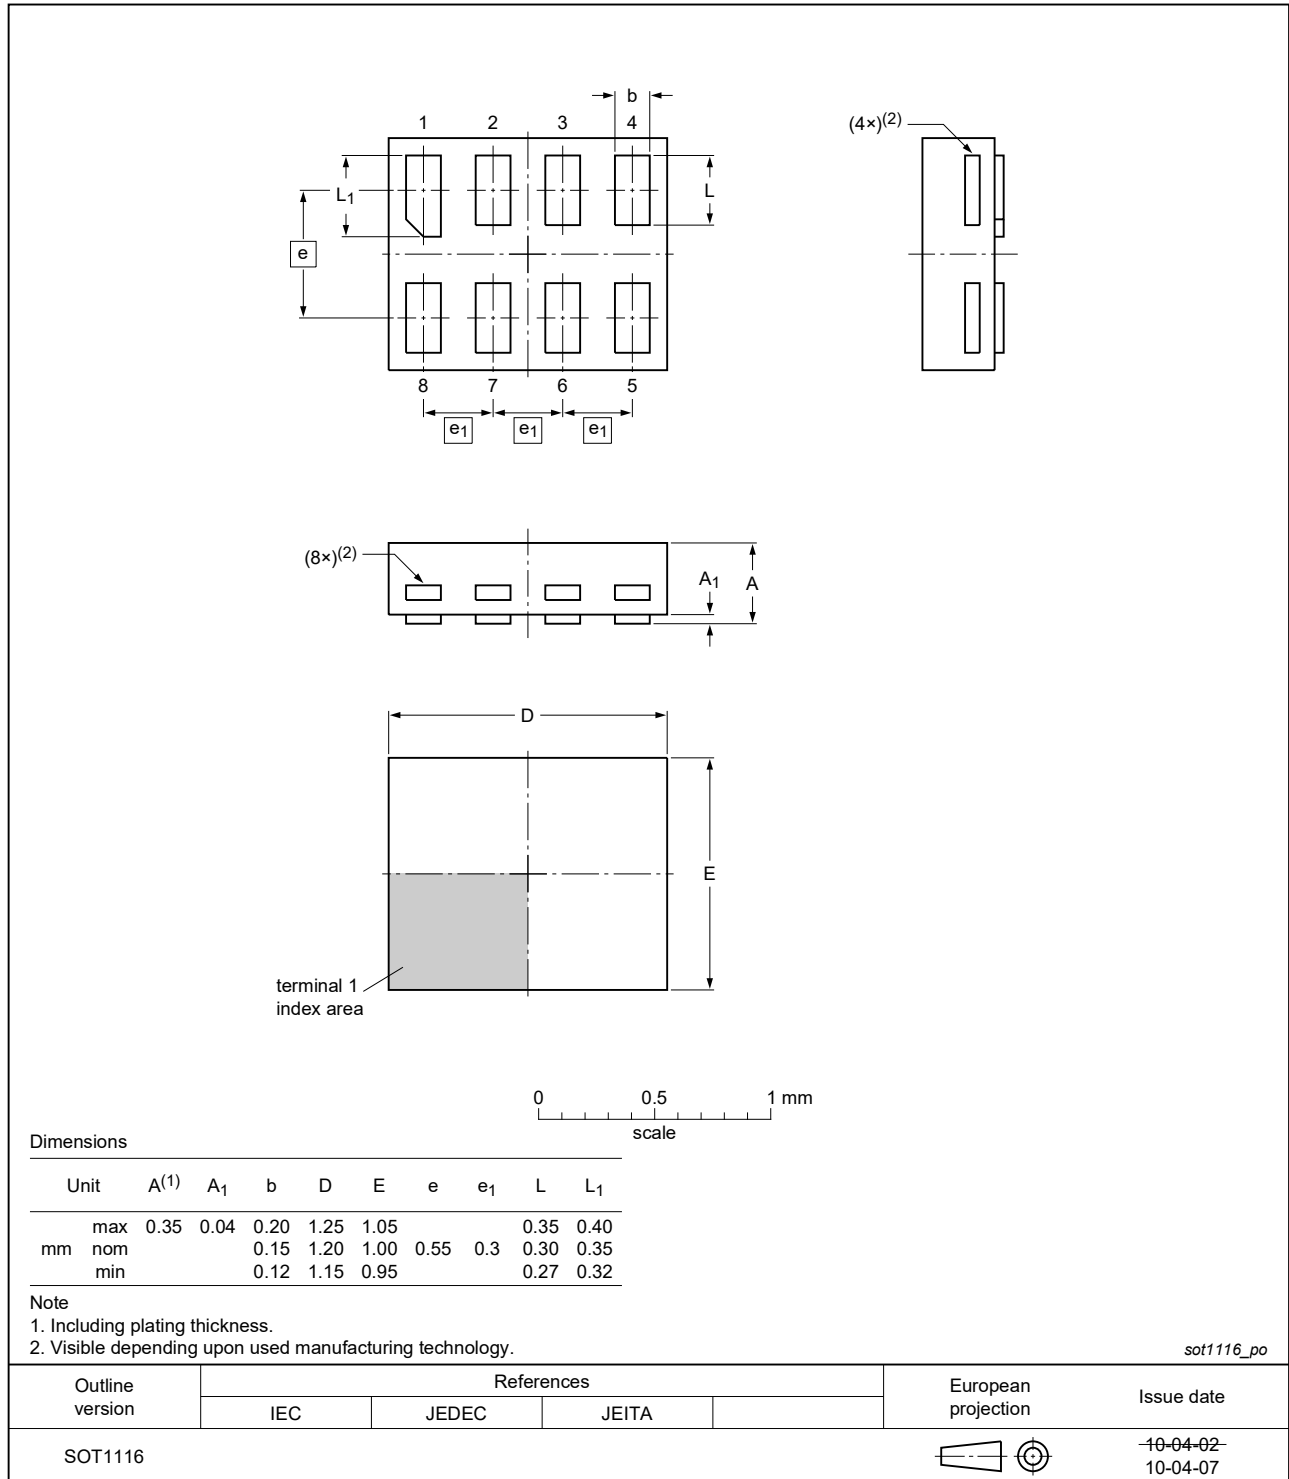 b
1 2 3 4
(4×)(2)
L1
L
e
8 7 6 5
e1 e1 e1
(8×)(2)
A1 A
D
E
terminal 1
index area
0 0.5 1 mm
scale
Dimensions
Unit A(1) A1 b D E e e1 L L1
max 0.35 0.04 0.20 1.25 1.05 0.35 0.40
mm nom 0.15 1.20 1.00 0.55 0.3 0.30 0.35
min 0.12 1.15 0.95 0.27 0.32
Note
1. Including plating thickness.
2. Visible depending upon used manufacturing technology.
sot1116_po
Outline version References European projection Issue date
IEC JEDEC JEITA
SOT1116 10-04-02
10-04-07